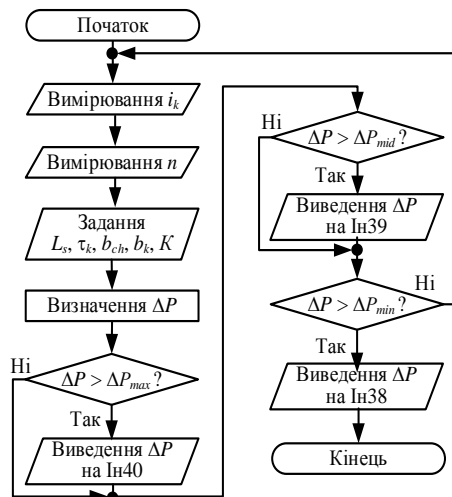 Початок
Вимірювання i_k
Вимірювання n
Задання
L_s, τ_k, b_ch, b_k, K
Визначення ΔP
Ні
ΔP > ΔP_max ?
Так
Виведення ΔP
на Ін40
Ні
ΔP > ΔP_mid ?
Так
Виведення ΔP
на Ін39
Ні
ΔP > ΔP_min ?
Так
Виведення ΔP
на Ін38
Кінець